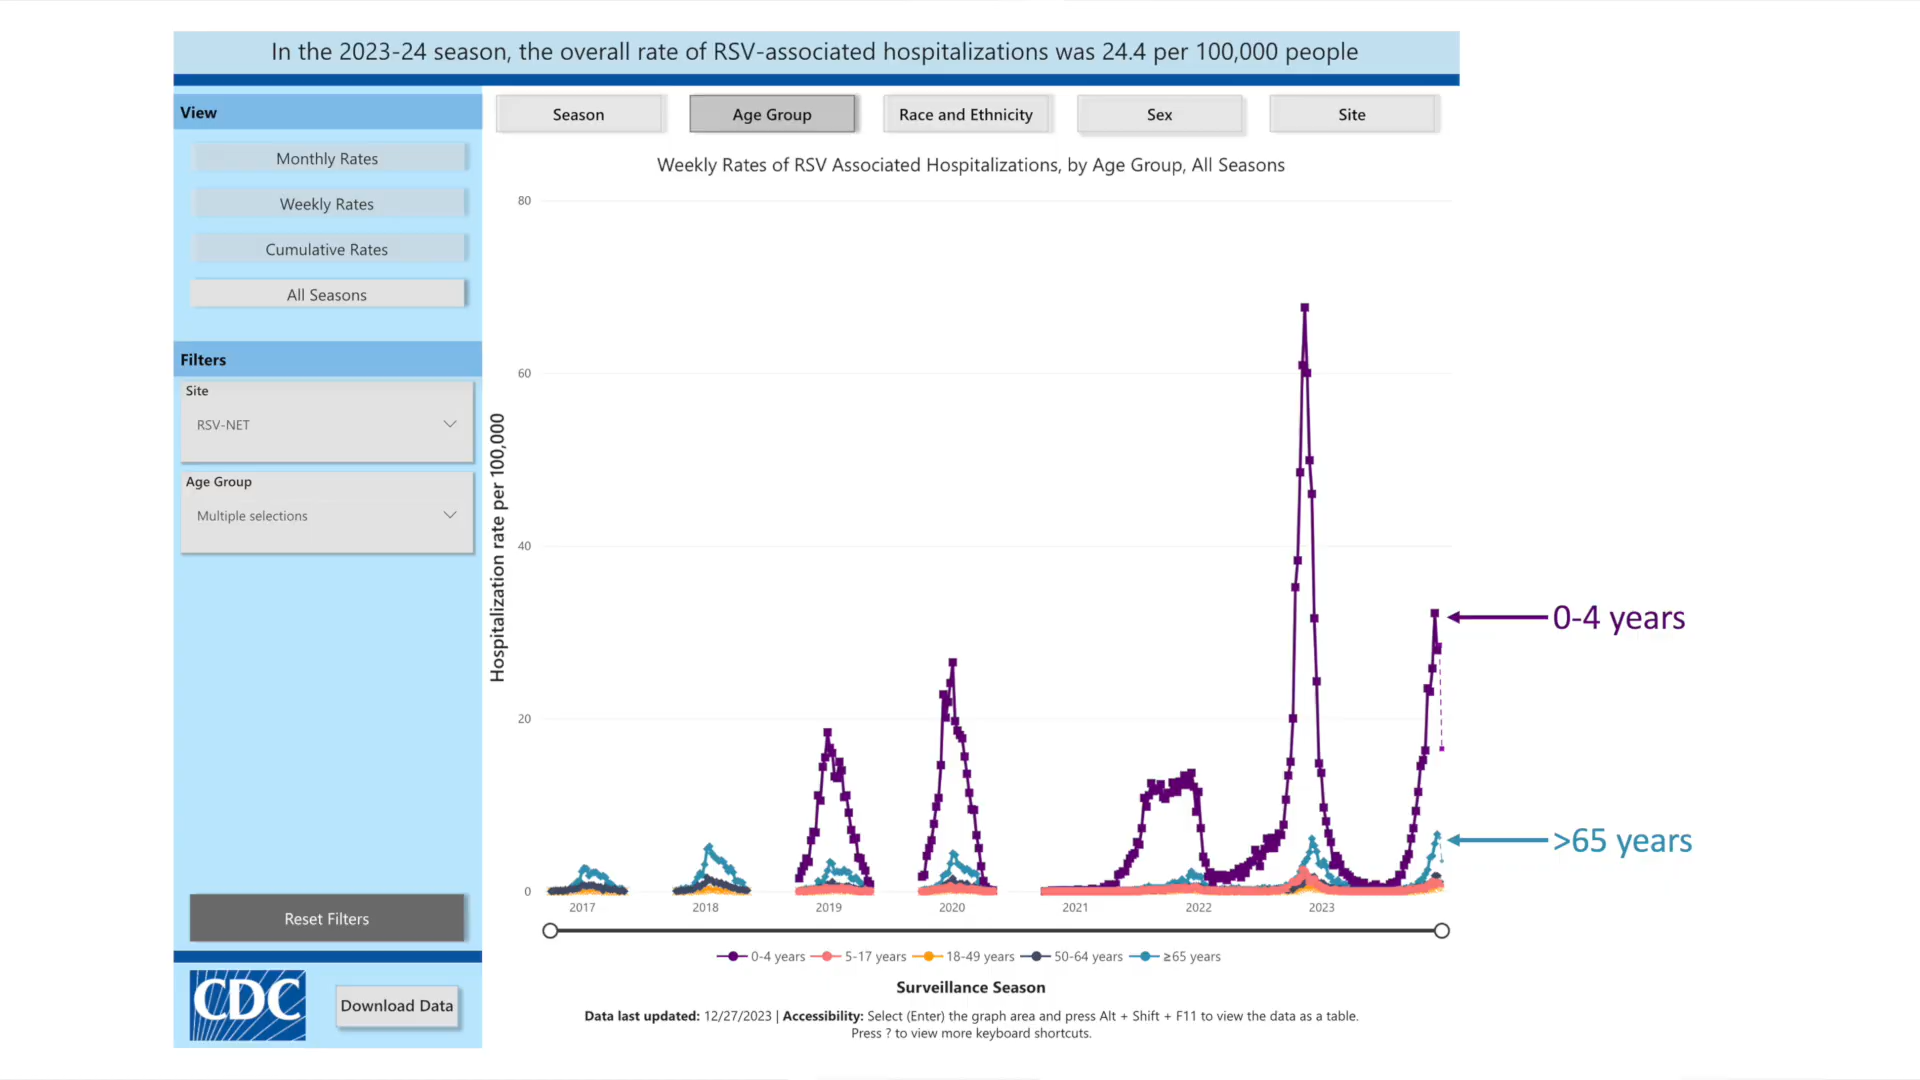 In the 2023-24 season, the overall rate of RSV-associated hospitalizations was 24.4 per 100,000 people
View
Monthly Rates
Weekly Rates
Cumulative Rates
All Seasons
Filters
Site
RSV-NET
Age Group
Multiple selections
Reset Filters
CDC
Download Data
Season
Age Group
Race and Ethnicity
Sex
Site
Weekly Rates of RSV Associated Hospitalizations, by Age Group, All Seasons
Hospitalization rate per 100,000
80
60
40
20
0
2017
2018
2019
2020
2021
2022
2023
0-4 years
>65 years
0-4 years
5-17 years
18-49 years
50-64 years
≥65 years
Surveillance Season
Data last updated: 12/27/2023 | Accessibility: Select (Enter) the graph area and press Alt + Shift + F11 to view the data as a table.
Press ? to view more keyboard shortcuts.